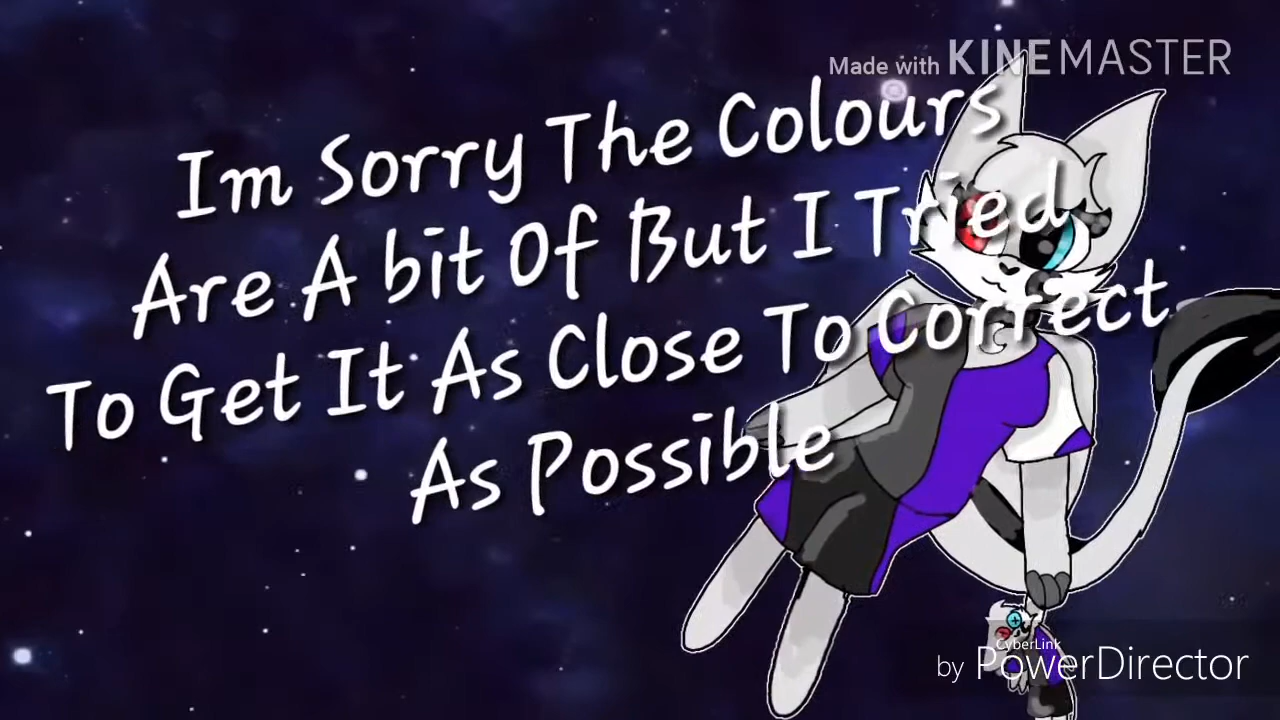 Made with KINEMASTER
Im Sorry The Colours
Are A bit Of But I Tried
To Get It As Close To Correct
As Possible
CyberLink
by PowerDirector